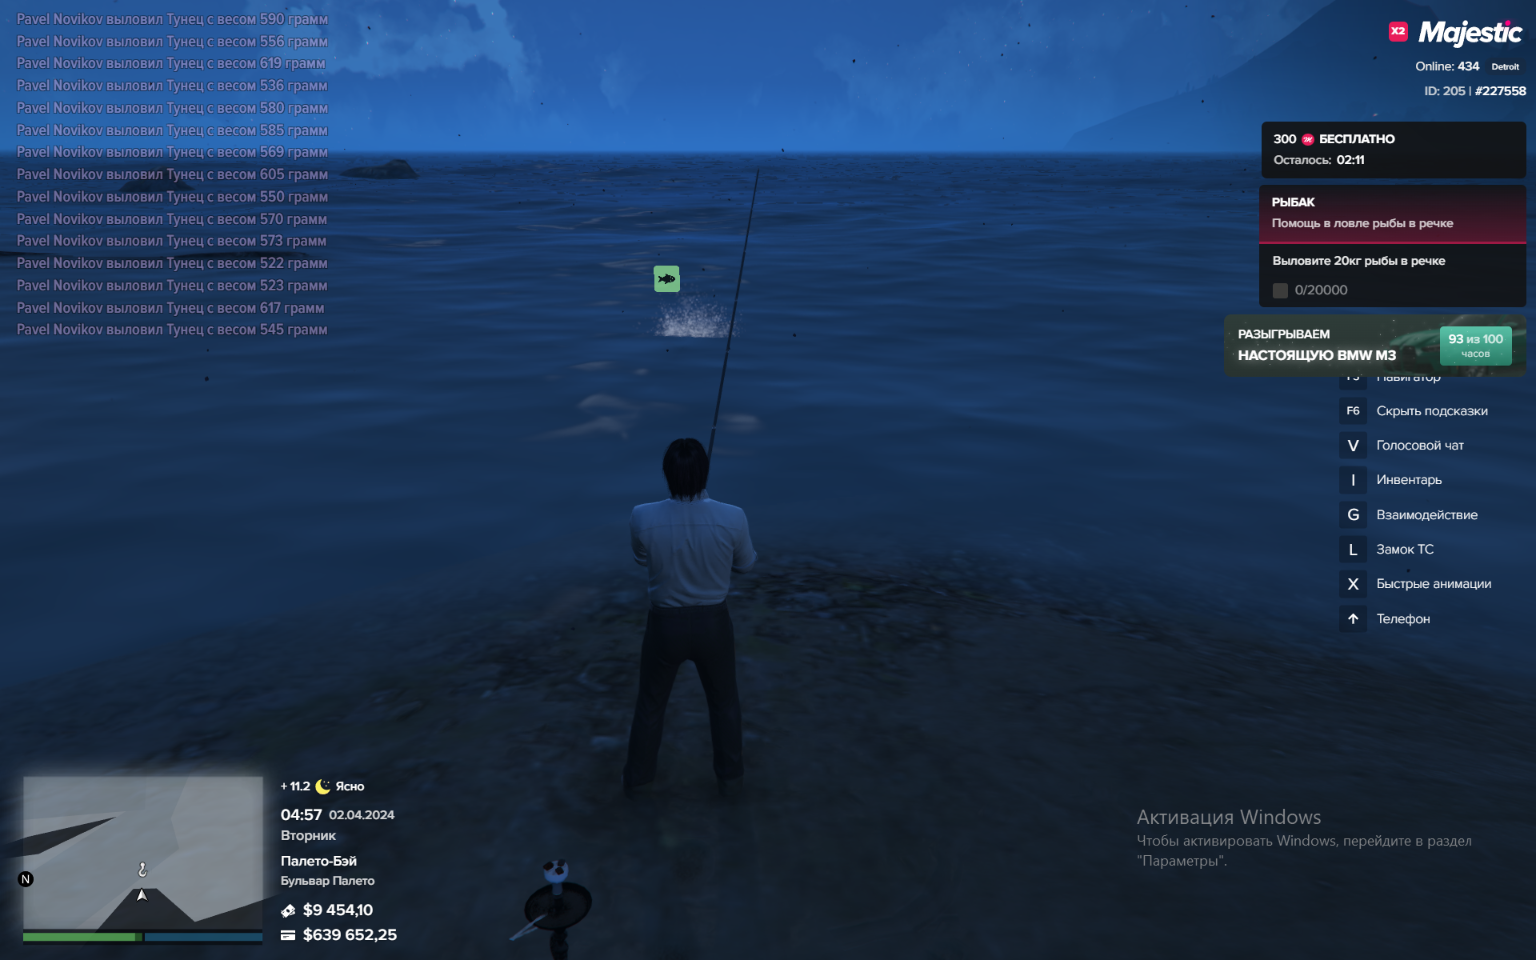 Pavel Novikov выловил Тунец с весом 590 грамм
Pavel Novikov выловил Тунец с весом 556 грамм
Pavel Novikov выловил Тунец с весом 619 грамм
Pavel Novikov выловил Тунец с весом 536 грамм
Pavel Novikov выловил Тунец с весом 580 грамм
Pavel Novikov выловил Тунец с весом 585 грамм
Pavel Novikov выловил Тунец с весом 569 грамм
Pavel Novikov выловил Тунец с весом 605 грамм
Pavel Novikov выловил Тунец с весом 550 грамм
Pavel Novikov выловил Тунец с весом 570 грамм
Pavel Novikov выловил Тунец с весом 573 грамм
Pavel Novikov выловил Тунец с весом 522 грамм
Pavel Novikov выловил Тунец с весом 523 грамм
Pavel Novikov выловил Тунец с весом 617 грамм
Pavel Novikov выловил Тунец с весом 545 грамм
X2 Majestic
Online: 434 Detroit
ID: 205 | #227558
300 БЕСПЛАТНО
Осталось: 02:11
РЫБАК
Помощь в ловле рыбы в речке
Выловите 20кг рыбы в речке
0/20000
РАЗЫГРЫВАЕМ
НАСТОЯЩУЮ BMW M3
93 из 100
часов
Навигатор
F6 Скрыть подсказки
V Голосовой чат
I Инвентарь
G Взаимодействие
L Замок ТС
X Быстрые анимации
Телефон
N
+ 11.2 Ясно
04:57 02.04.2024
Вторник
Палето-Бэй
Бульвар Палето
$9 454,10
$639 652,25
Активация Windows
Чтобы активировать Windows, перейдите в раздел
"Параметры".